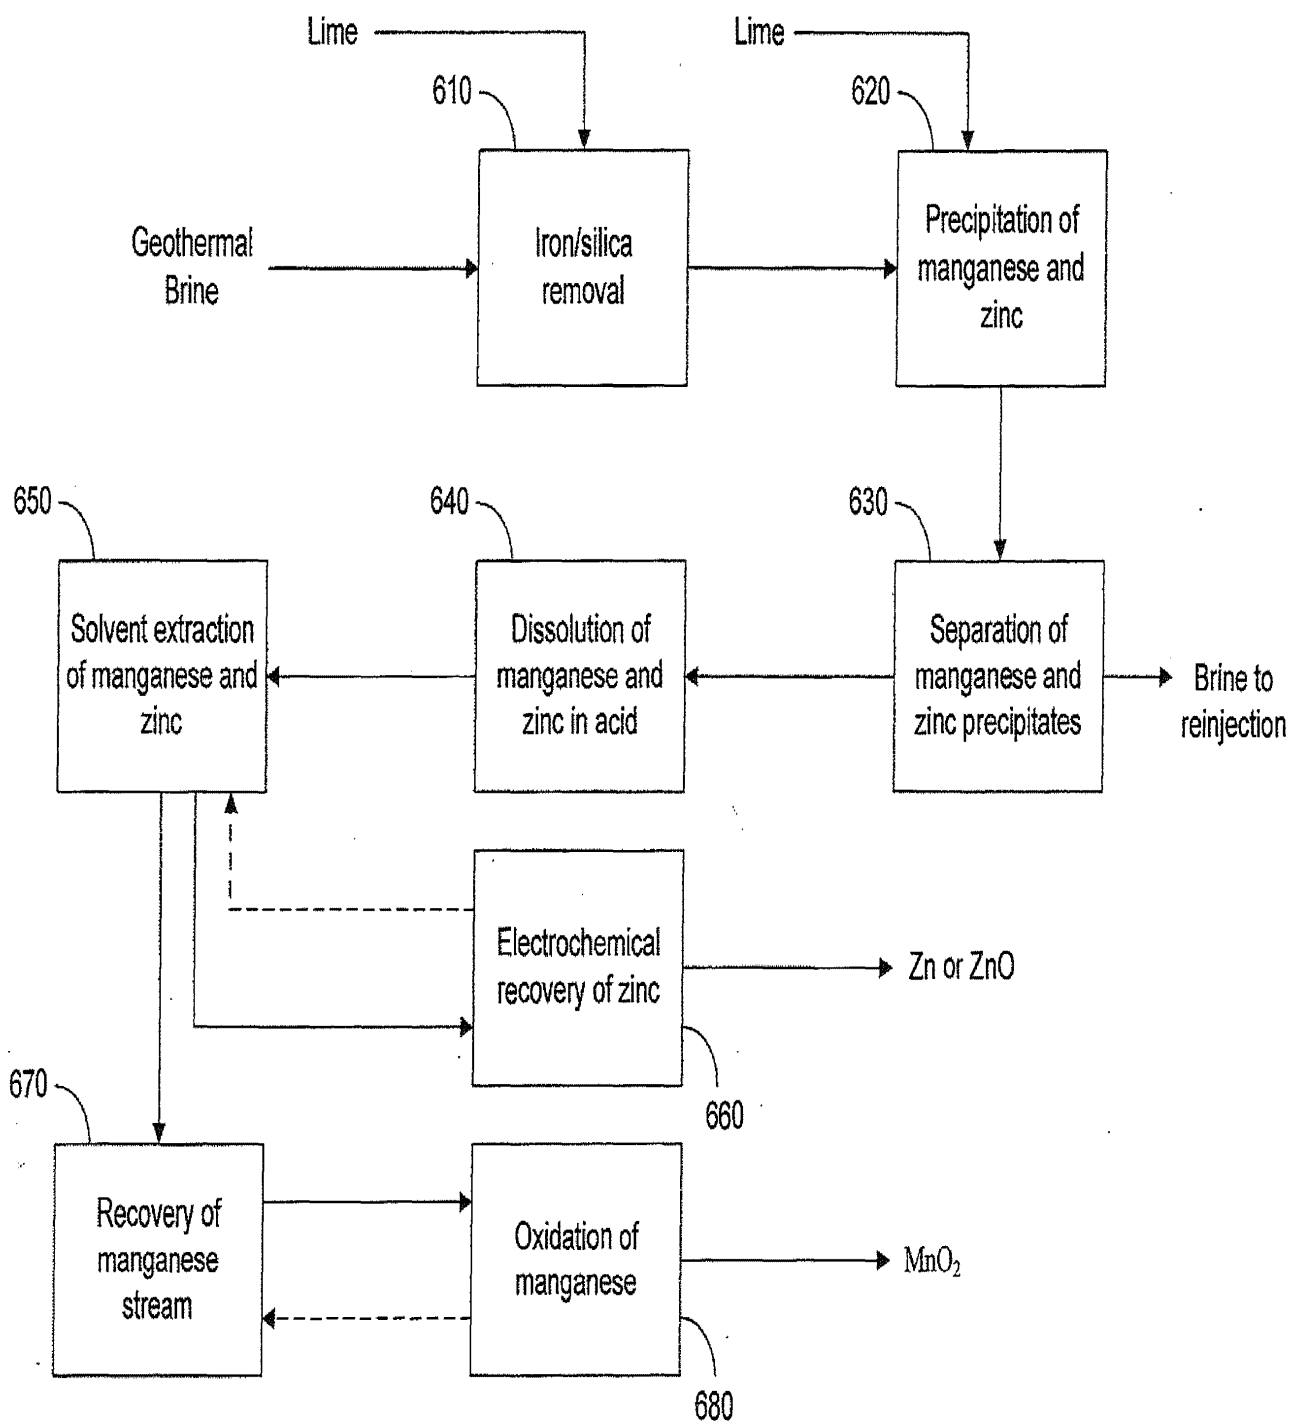 Lime
Lime
610
620
Geothermal
Brine
Iron/silica
removal
Precipitation of
manganese and
zinc
650
640
630
Solvent extraction
of manganese and
zinc
Dissolution of
manganese and
zinc in acid
Separation of
manganese and
zinc precipitates
Brine to
reinjection
Electrochemical
recovery of zinc
Zn or ZnO
670
660
Recovery of
manganese
stream
Oxidation of
manganese
MnO₂
680